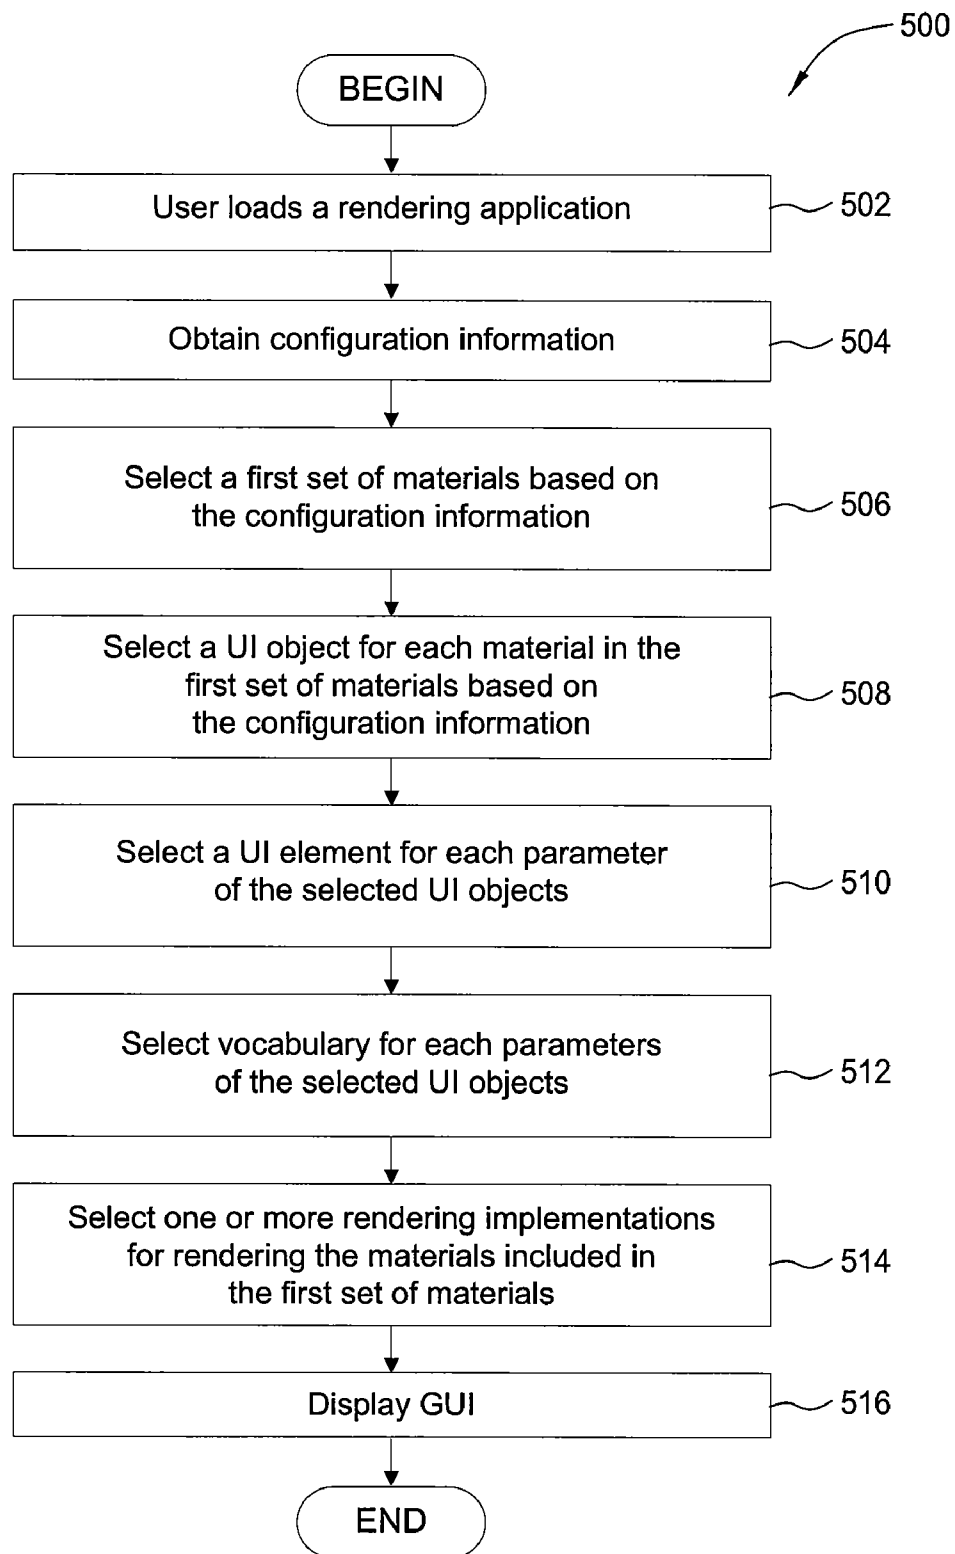 500
BEGIN
User loads a rendering application
502
Obtain configuration information
504
Select a first set of materials based on
the configuration information
506
Select a UI object for each material in the
first set of materials based on
the configuration information
508
Select a UI element for each parameter
of the selected UI objects
510
Select vocabulary for each parameters
of the selected UI objects
512
Select one or more rendering implementations
for rendering the materials included in
the first set of materials
514
Display GUI
516
END